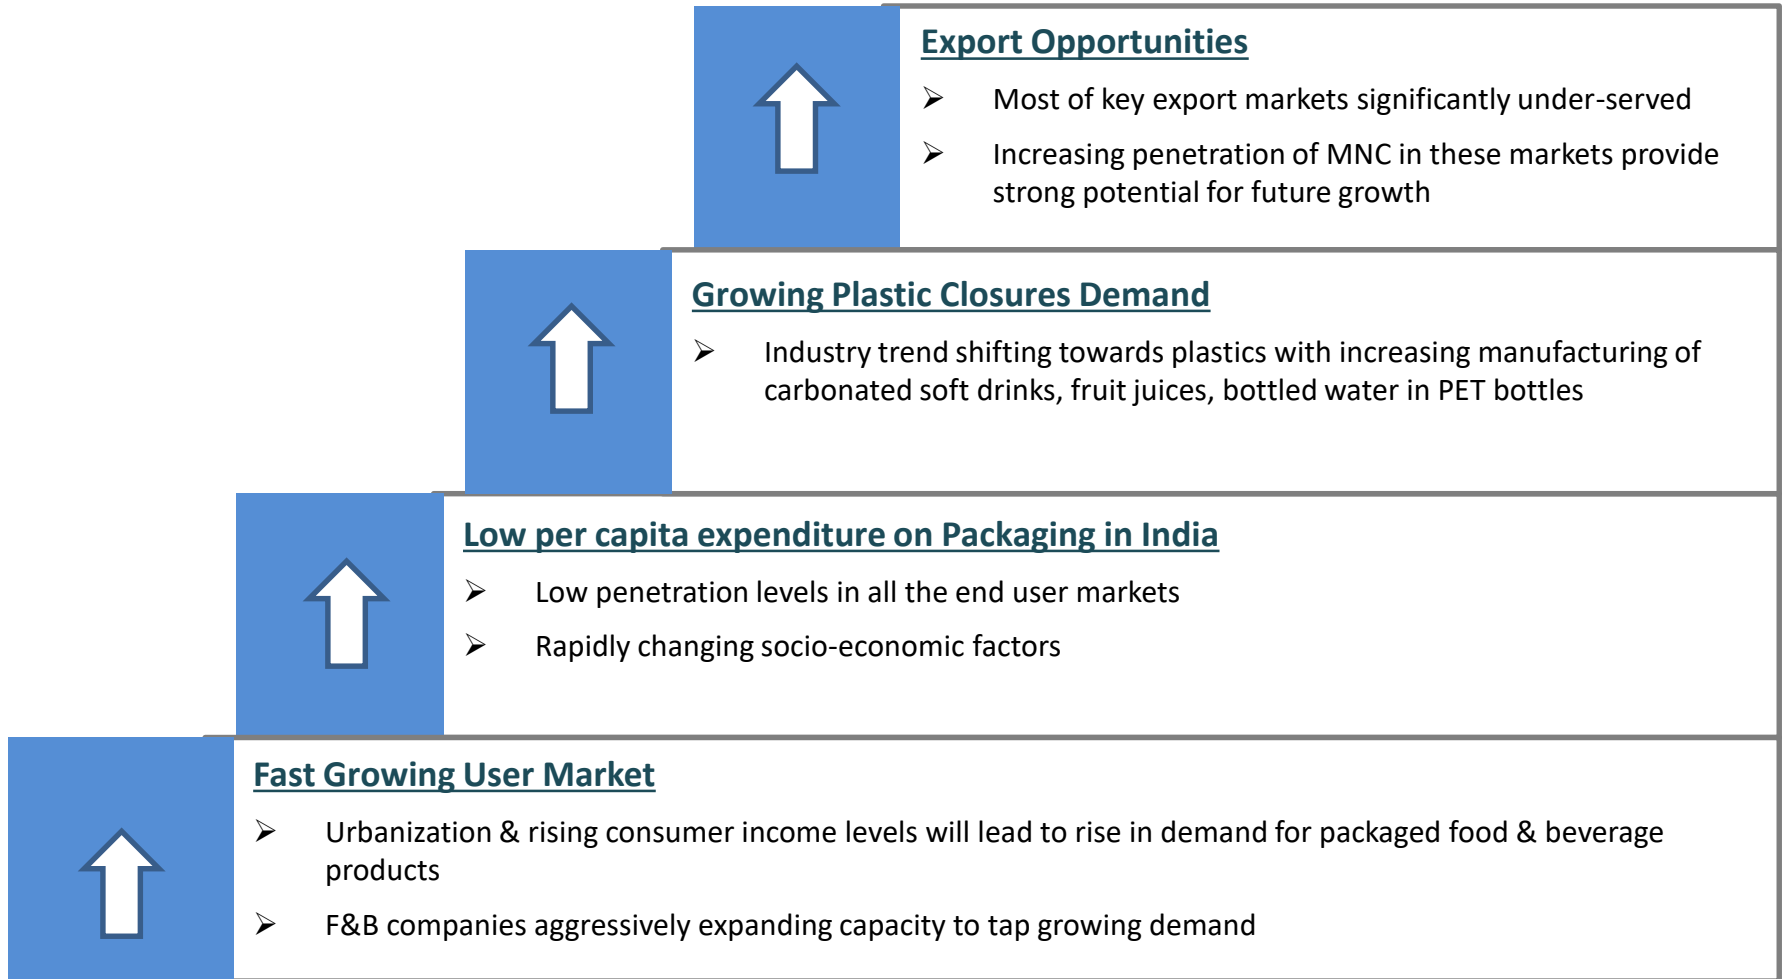 Export Opportunities
➢ Most of key export markets significantly under-served
➢ Increasing penetration of MNC in these markets provide
strong potential for future growth
Growing Plastic Closures Demand
➢ Industry trend shifting towards plastics with increasing manufacturing of
carbonated soft drinks, fruit juices, bottled water in PET bottles
Low per capita expenditure on Packaging in India
➢ Low penetration levels in all the end user markets
➢ Rapidly changing socio-economic factors
Fast Growing User Market
➢ Urbanization & rising consumer income levels will lead to rise in demand for packaged food & beverage
products
➢ F&B companies aggressively expanding capacity to tap growing demand